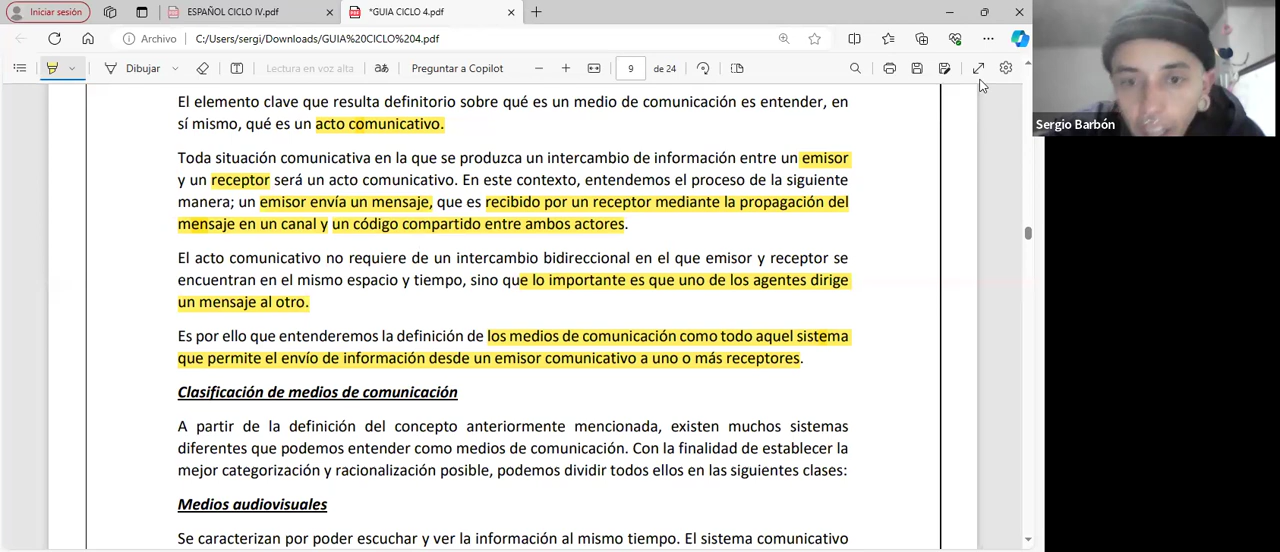 Iniciar sesión
ESPAÑOL CICLO IV.pdf
*GUIA CICLO 4.pdf
Archivo C:/Users/sergi/Downloads/GUIA%20CICLO%204.pdf
Dibujar
Lectura en voz alta
aあ
Preguntar a Copilot
9 de 24
Sergio Barbón
El elemento clave que resulta definitorio sobre qué es un medio de comunicación es entender, en
sí mismo, qué es un acto comunicativo.
Toda situación comunicativa en la que se produzca un intercambio de información entre un emisor
y un receptor será un acto comunicativo. En este contexto, entendemos el proceso de la siguiente
manera; un emisor envía un mensaje, que es recibido por un receptor mediante la propagación del
mensaje en un canal y un código compartido entre ambos actores.
El acto comunicativo no requiere de un intercambio bidireccional en el que emisor y receptor se
encuentran en el mismo espacio y tiempo, sino que lo importante es que uno de los agentes dirige
un mensaje al otro.
Es por ello que entenderemos la definición de los medios de comunicación como todo aquel sistema
que permite el envío de información desde un emisor comunicativo a uno o más receptores.
Clasificación de medios de comunicación
A partir de la definición del concepto anteriormente mencionada, existen muchos sistemas
diferentes que podemos entender como medios de comunicación. Con la finalidad de establecer la
mejor categorización y racionalización posible, podemos dividir todos ellos en las siguientes clases:
Medios audiovisuales
Se caracterizan por poder escuchar y ver la información al mismo tiempo. El sistema comunicativo